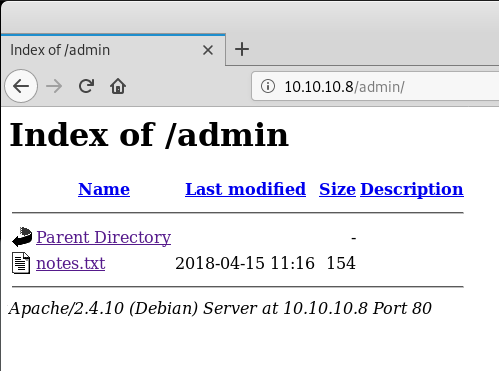 Index of /admin
10.10.10.8/admin/
Index of /admin
Name Last modified Size Description
Parent Directory -
notes.txt 2018-04-15 11:16 154
Apache/2.4.10 (Debian) Server at 10.10.10.8 Port 80